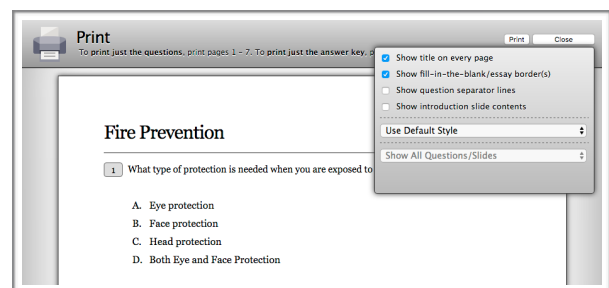 Print
Print Close
To print just the questions, print pages 1 – 7. To print just the answer key,
Show title on every page
Show fill-in-the-blank/essay border(s)
Show question separator lines
Show introduction slide contents
Use Default Style
Show All Questions/Slides
Fire Prevention
1 What type of protection is needed when you are exposed to
A. Eye protection
B. Face protection
C. Head protection
D. Both Eye and Face Protection